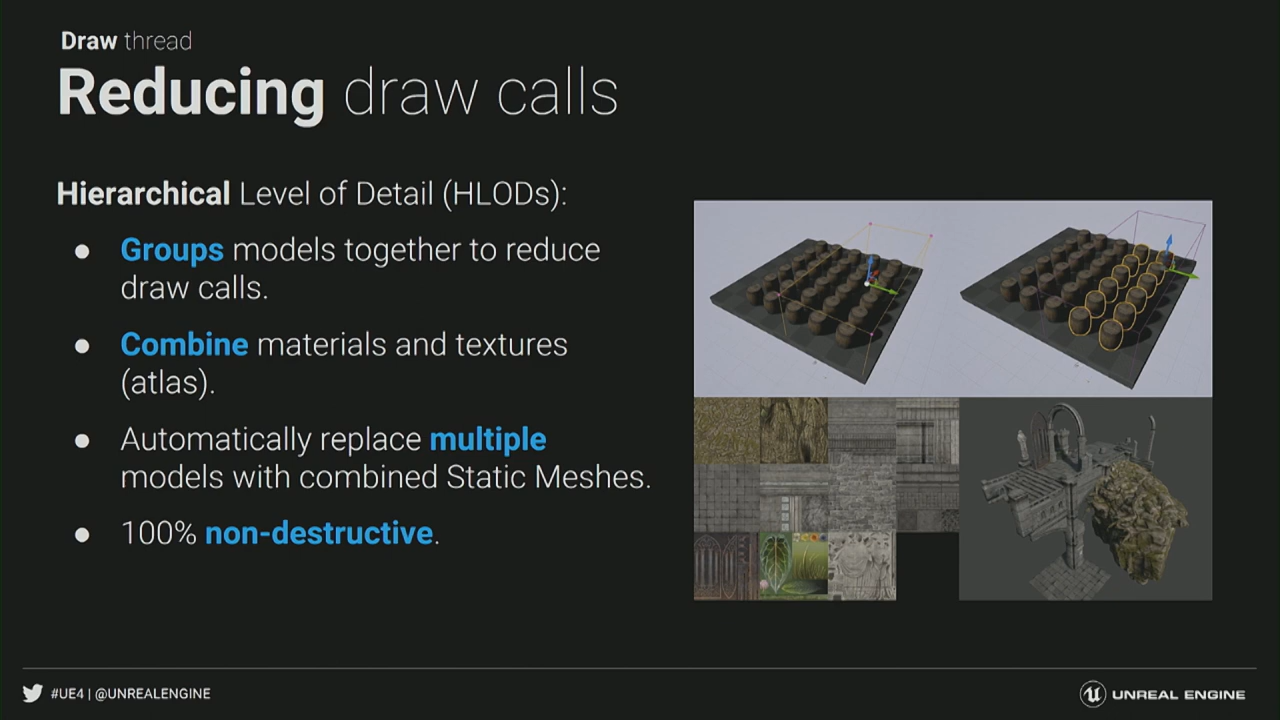 Draw thread
Reducing draw calls
Hierarchical Level of Detail (HLODs):
● Groups models together to reduce
draw calls.
● Combine materials and textures
(atlas).
● Automatically replace multiple
models with combined Static Meshes.
● 100% non-destructive.
#UE4 | @UNREALENGINE
UNREAL ENGINE